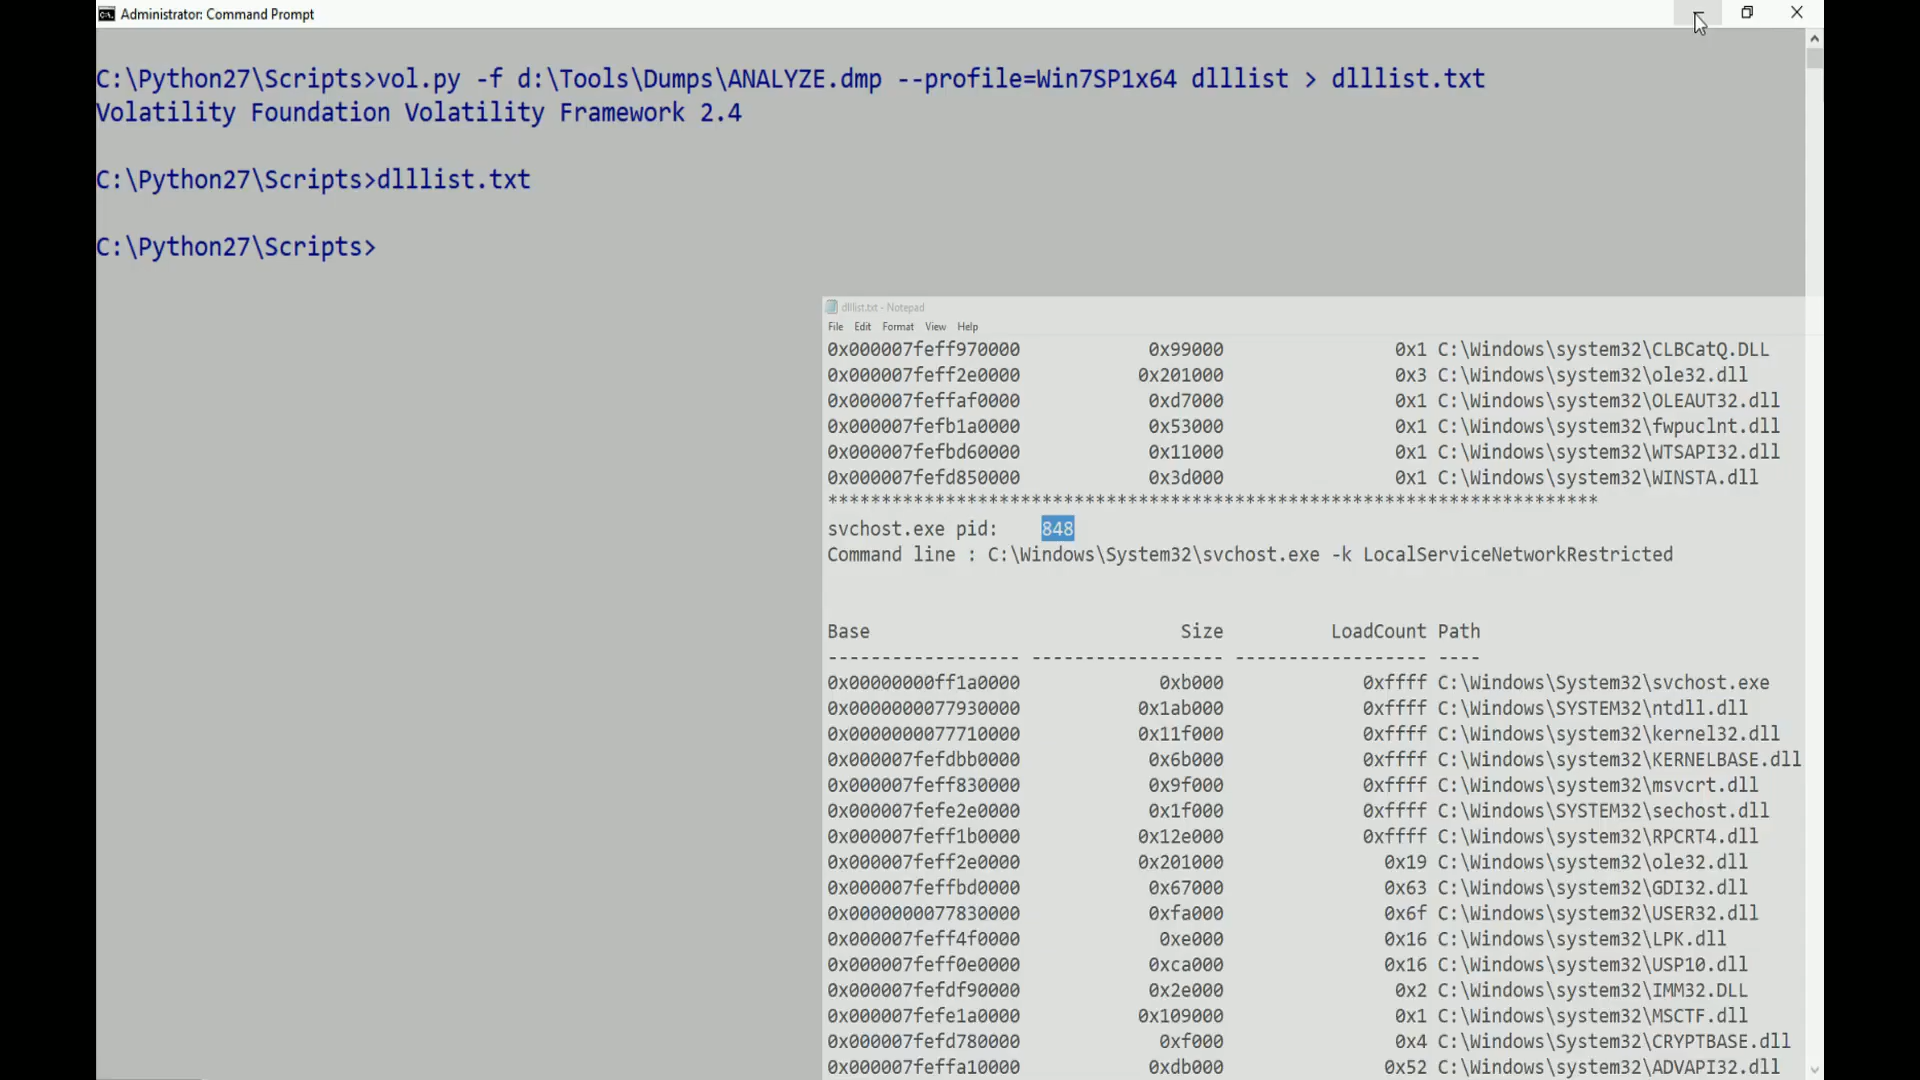 Administrator: Command Prompt
C:\Python27\Scripts>vol.py -f d:\Tools\Dumps\ANALYZE.dmp --profile=Win7SP1x64 dlllist > dlllist.txt
Volatility Foundation Volatility Framework 2.4
C:\Python27\Scripts>dlllist.txt
C:\Python27\Scripts>
dlllist.txt - Notepad
File Edit Format View Help
0x000007feff970000 0x99000 0x1 C:\Windows\system32\CLBCatQ.DLL
0x000007feff2e0000 0x201000 0x3 C:\Windows\system32\ole32.dll
0x000007feffaf0000 0xd7000 0x1 C:\Windows\system32\OLEAUT32.dll
0x000007fefb1a0000 0x53000 0x1 C:\Windows\system32\fwpuclnt.dll
0x000007fefbd60000 0x11000 0x1 C:\Windows\system32\WTSAPI32.dll
0x000007fefd850000 0x3d000 0x1 C:\Windows\system32\WINSTA.dll
************************************************************************
svchost.exe pid: 848
Command line : C:\Windows\System32\svchost.exe -k LocalServiceNetworkRestricted
Base Size LoadCount Path
------------------ ------------------ ------------------ ----
0x00000000ff1a0000 0xb000 0xffff C:\Windows\System32\svchost.exe
0x0000000077930000 0x1ab000 0xffff C:\Windows\SYSTEM32\ntdll.dll
0x0000000077710000 0x11f000 0xffff C:\Windows\system32\kernel32.dll
0x000007fefdbb0000 0x6b000 0xffff C:\Windows\system32\KERNELBASE.dll
0x000007feff830000 0x9f000 0xffff C:\Windows\system32\msvcrt.dll
0x000007fefe2e0000 0x1f000 0xffff C:\Windows\SYSTEM32\sechost.dll
0x000007feff1b0000 0x12e000 0xffff C:\Windows\system32\RPCRT4.dll
0x000007feff2e0000 0x201000 0x19 C:\Windows\system32\ole32.dll
0x000007feffbd0000 0x67000 0x63 C:\Windows\system32\GDI32.dll
0x0000000077830000 0xfa000 0x6f C:\Windows\system32\USER32.dll
0x000007feff4f0000 0xe000 0x16 C:\Windows\system32\LPK.dll
0x000007feff0e0000 0xca000 0x16 C:\Windows\system32\USP10.dll
0x000007fefdf90000 0x2e000 0x2 C:\Windows\system32\IMM32.DLL
0x000007fefe1a0000 0x109000 0x1 C:\Windows\system32\MSCTF.dll
0x000007fefd780000 0xf000 0x4 C:\Windows\system32\CRYPTBASE.dll
0x000007feffa10000 0xdb000 0x52 C:\Windows\system32\ADVAPI32.dll